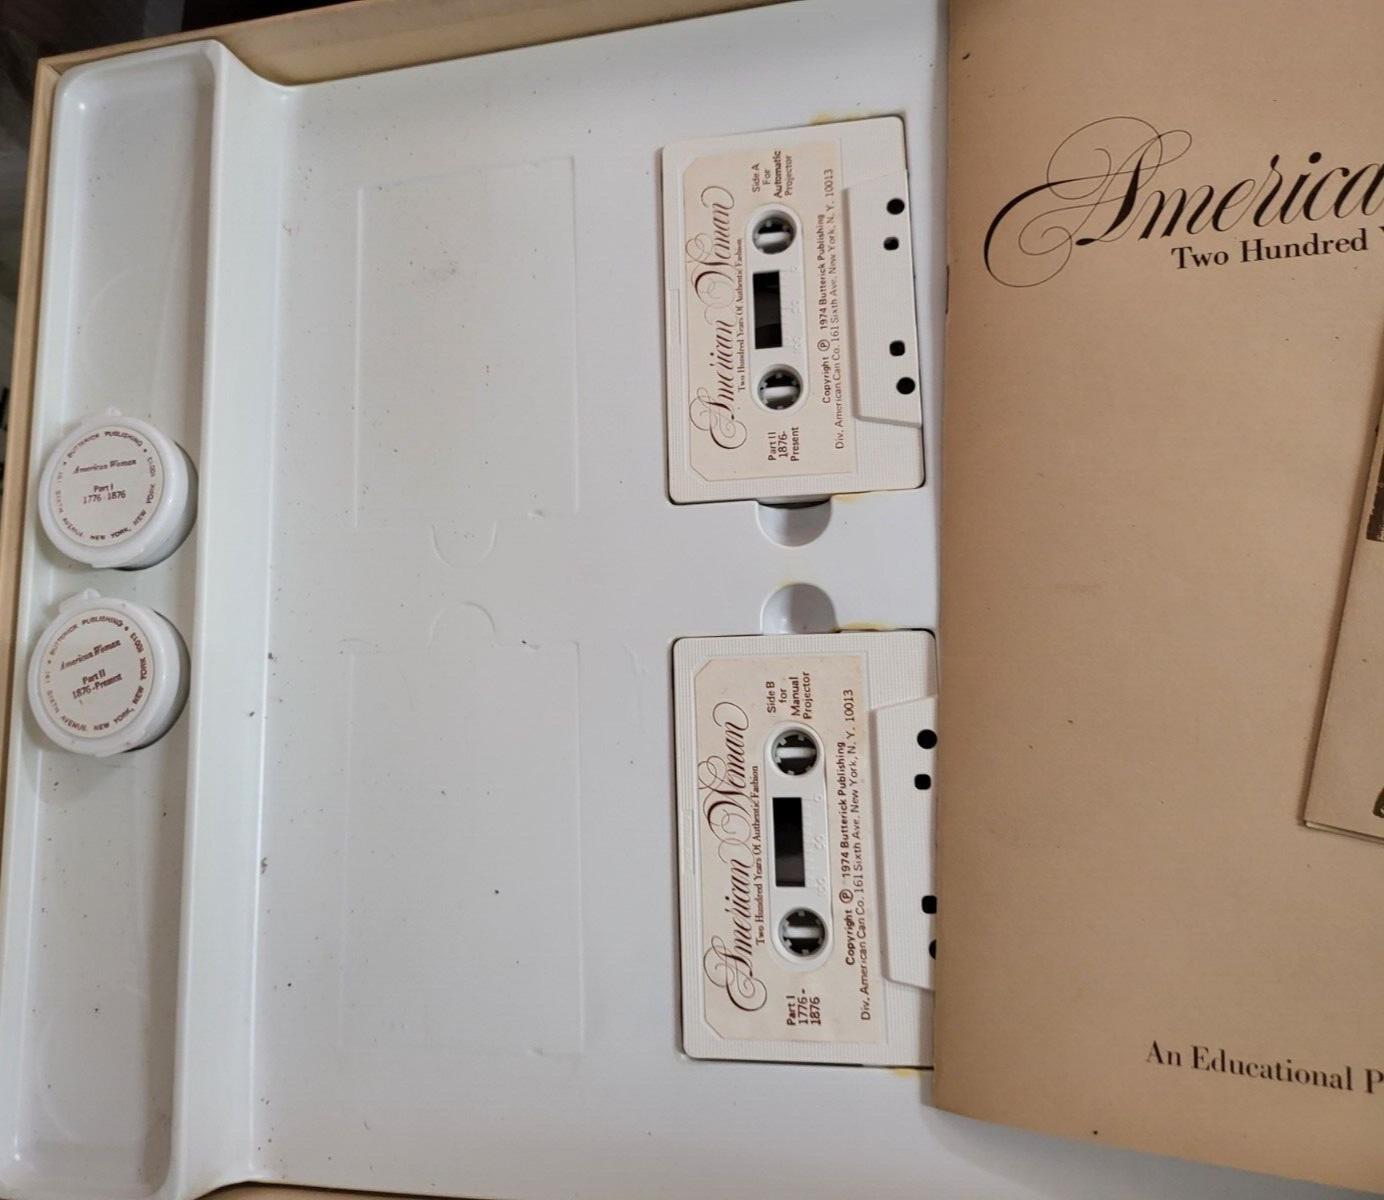 BUTTERICK PUBLISHING • 161 SIXTH AVENUE NEW YORK, NEW YORK 10013 •
American Woman
Part I
1776-1876
BUTTERICK PUBLISHING • 161 SIXTH AVENUE NEW YORK, NEW YORK 10013 •
American Woman
Part II
1876-Present
American Woman
Two Hundred Years Of Authentic Fashion
Side A
For
Automatic
Projector
Part II
1876-
Present
Copyright ℗ 1974 Butterick Publishing
Div. American Can Co. 161 Sixth Ave. New York, N.Y. 10013
American Woman
Two Hundred Years Of Authentic Fashion
Side B
for
Manual
Projector
Part I
1776-
1876
Copyright ℗ 1974 Butterick Publishing
Div. American Can Co. 161 Sixth Ave. New York, N.Y. 10013
America
Two Hundred
An Educational P